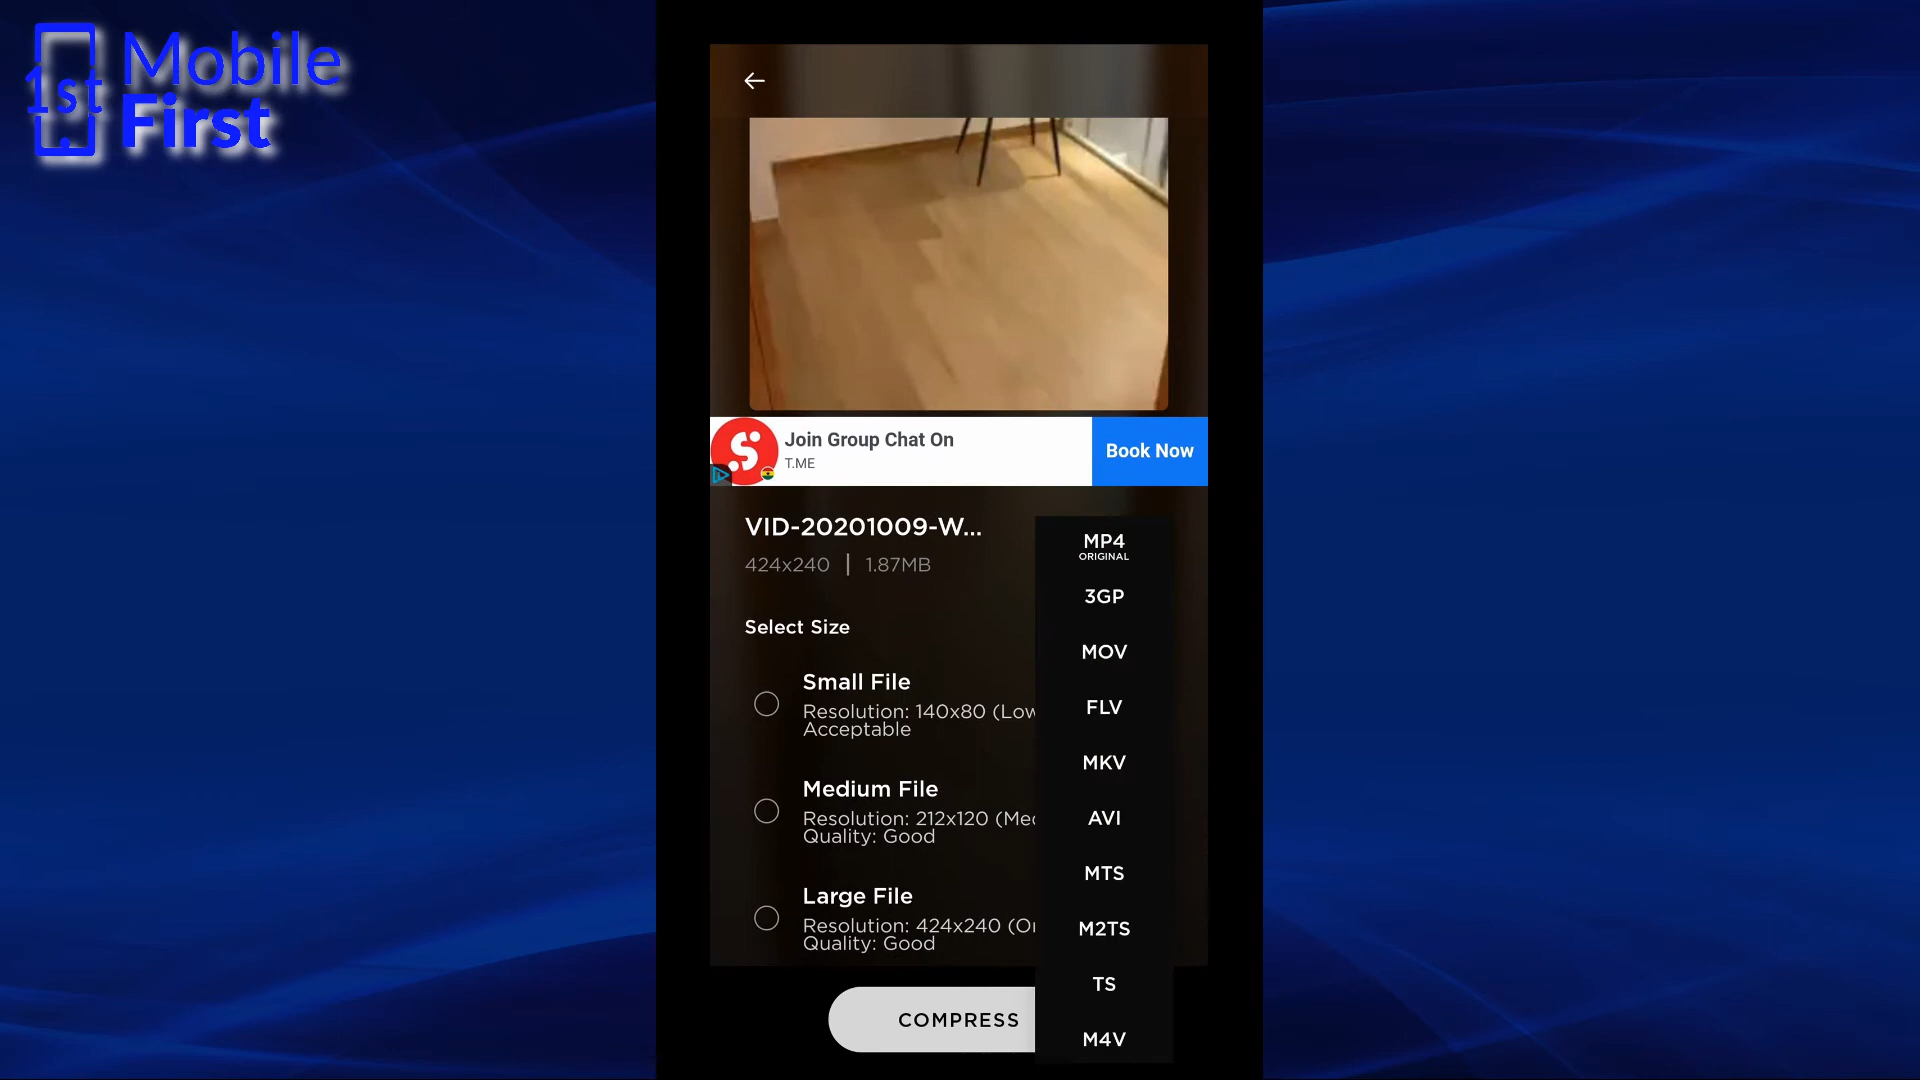 1st
Mobile
First
Join Group Chat On
T.ME
Book Now
VID-20201009-W...
424x240 | 1.87MB
Select Size
Small File
Resolution: 140x80 (Low
Acceptable
Medium File
Resolution: 212x120 (Med
Quality: Good
Large File
Resolution: 424x240 (Or
Quality: Good
COMPRESS
MP4
ORIGINAL
3GP
MOV
FLV
MKV
AVI
MTS
M2TS
TS
M4V